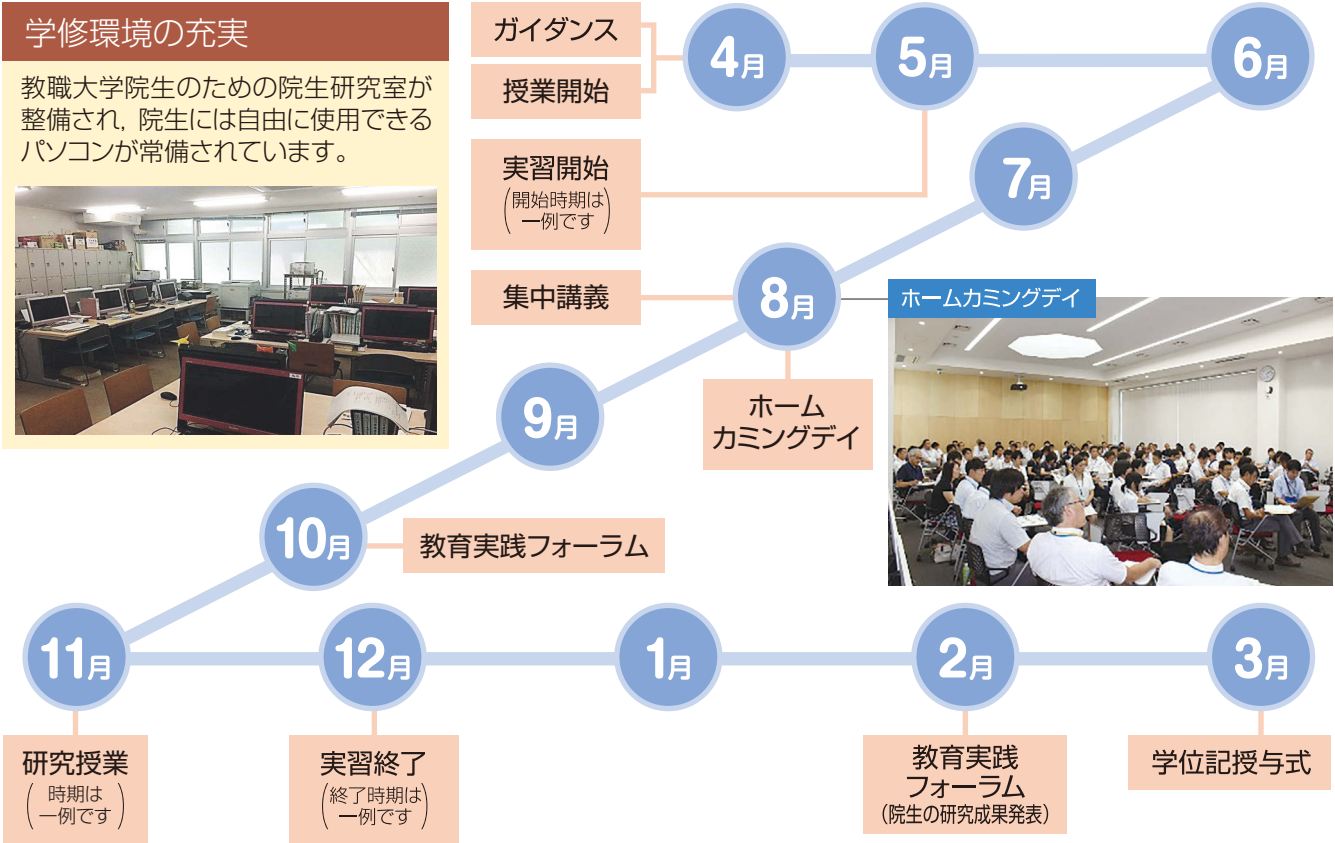 学修環境の充実
教職大学院生のための院生研究室が
整備され, 院生には自由に使用できる
パソコンが常備されています。
ガイダンス
授業開始
4月
5月
6月
実習開始
(開始時期は
一例です)
7月
集中講義
8月
ホームカミングデイ
ホーム
カミングデイ
9月
10月
教育実践フォーラム
11月
12月
1月
2月
3月
研究授業
(時期は
一例です)
実習終了
(終了時期は
一例です)
教育実践
フォーラム
(院生の研究成果発表)
学位記授与式